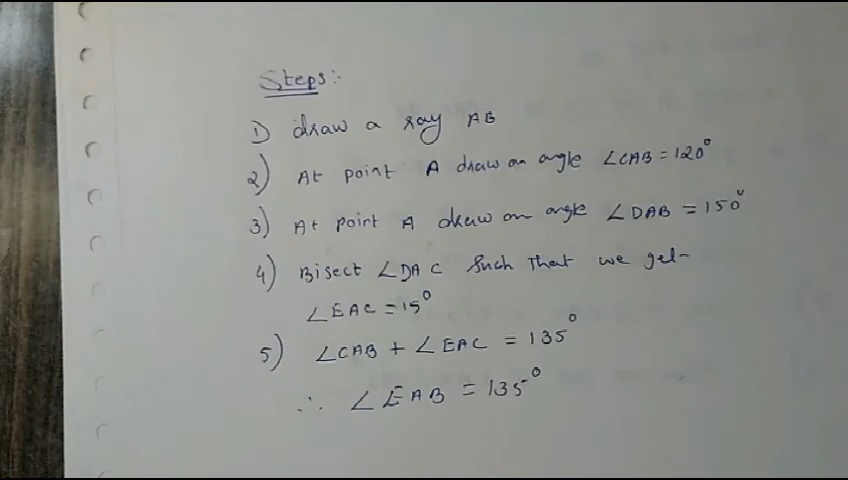 Steps:-
1) draw a ray AB
2) At point A draw an angle ∠CAB = 120°
3) At point A draw an angle ∠DAB = 150°
4) Bisect ∠DAC such that we get
∠EAC = 15°
5) ∠CAB + ∠EAC = 135°
∴ ∠EAB = 135°